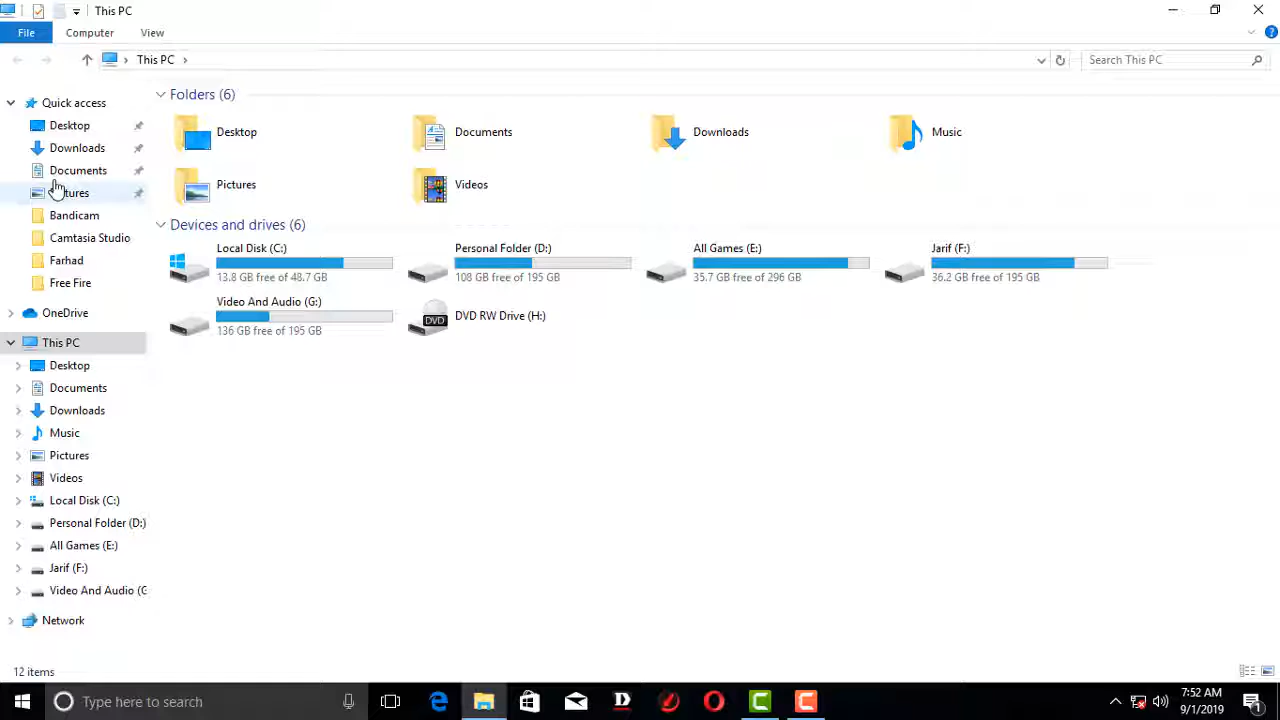 This PC
File
Computer
View
This PC
Search This PC
Quick access
Desktop
Downloads
Documents
tures
Bandicam
Camtasia Studio
Farhad
Free Fire
OneDrive
This PC
Desktop
Documents
Downloads
Music
Pictures
Videos
Local Disk (C:)
Personal Folder (D:)
All Games (E:)
Jarif (F:)
Video And Audio (G
Network
Folders (6)
Desktop
Documents
Downloads
Music
Pictures
Videos
Devices and drives (6)
Local Disk (C:)
13.8 GB free of 48.7 GB
Personal Folder (D:)
108 GB free of 195 GB
All Games (E:)
35.7 GB free of 296 GB
Jarif (F:)
36.2 GB free of 195 GB
Video And Audio (G:)
136 GB free of 195 GB
DVD
DVD RW Drive (H:)
12 items
Type here to search
7:52 AM
9/1/2019
1